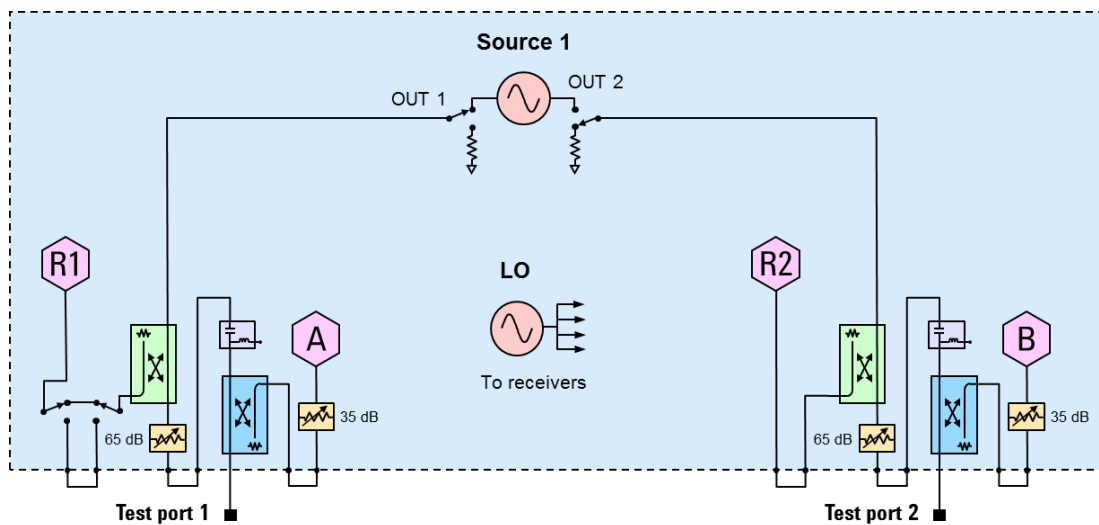 Source 1
OUT 1
OUT 2
R1
R2
LO
A
B
To receivers
65 dB
35 dB
65 dB
35 dB
Test port 1
Test port 2